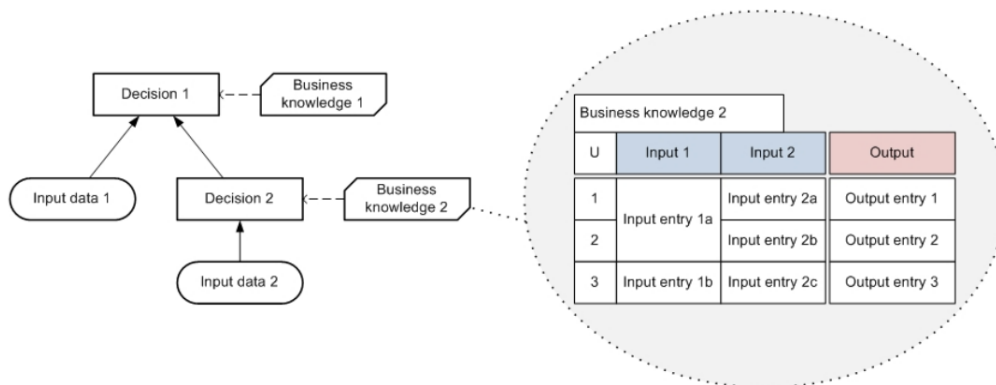 Decision 1
Business
knowledge 1
Input data 1
Decision 2
Business
knowledge 2
Input data 2
Business knowledge 2
U Input 1 Input 2 Output
1 Input entry 1a Input entry 2a Output entry 1
2 Input entry 2b Output entry 2
3 Input entry 1b Input entry 2c Output entry 3